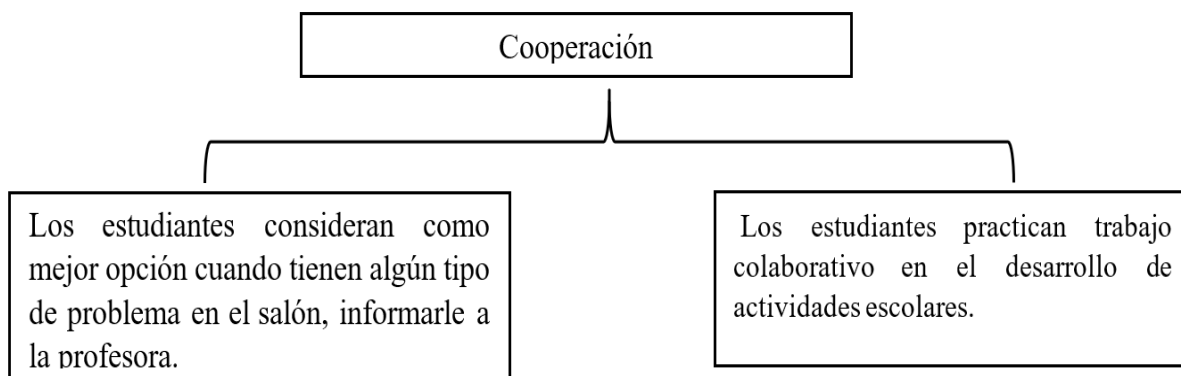 Cooperación
Los estudiantes consideran como
mejor opción cuando tienen algún tipo
de problema en el salón, informarle a
la profesora.
Los estudiantes practican trabajo
colaborativo en el desarrollo de
actividades escolares.